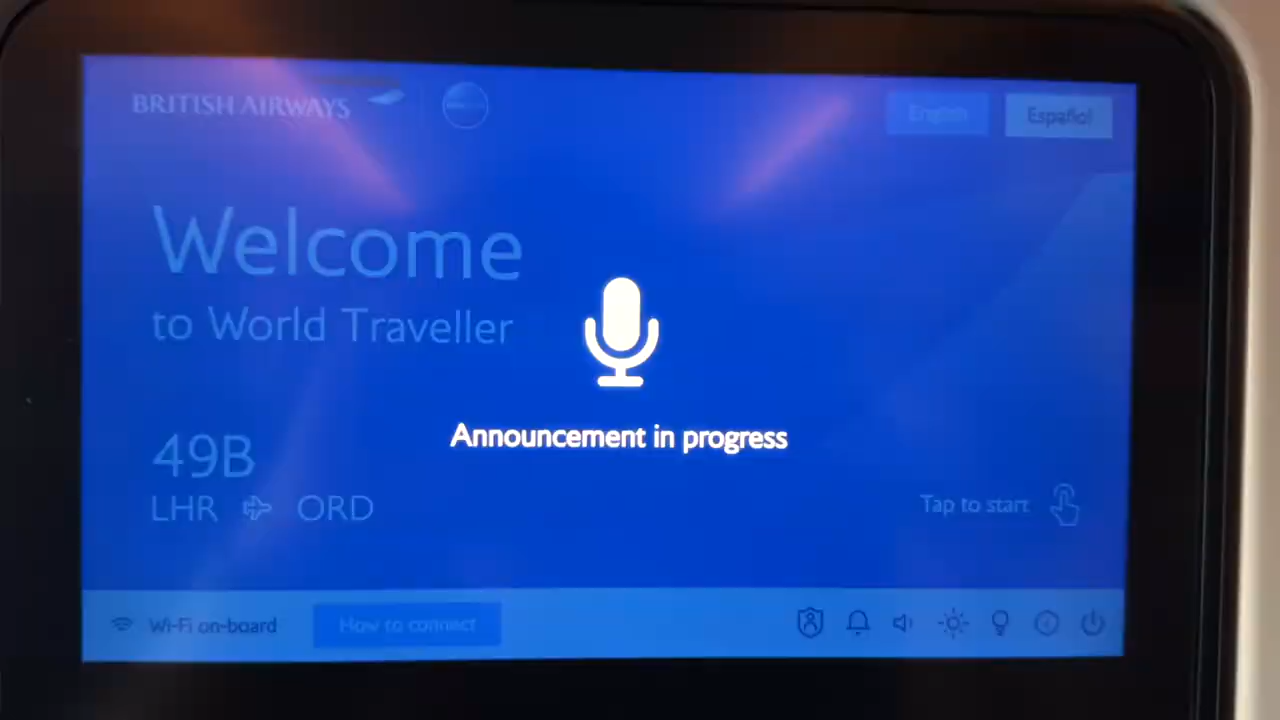 BRITISH AIRWAYS
English
Español
Welcome
to World Traveller
Announcement in progress
49B
LHR ORD
Tap to start
Wi-Fi on-board
How to connect